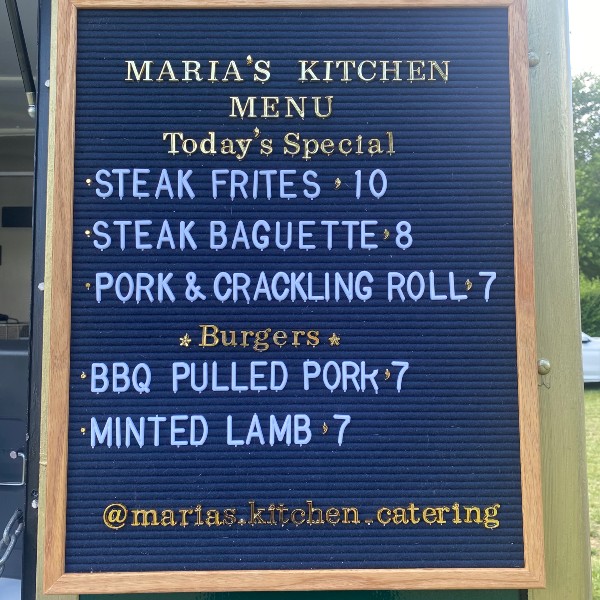 MARIA'S KITCHEN
MENU
Today's Special
·STEAK FRITES , 10
·STEAK BAGUETTE , 8
·PORK & CRACKLING ROLL , 7
* Burgers *
·BBQ PULLED PORK , 7
·MINTED LAMB , 7
@marias.kitchen.catering